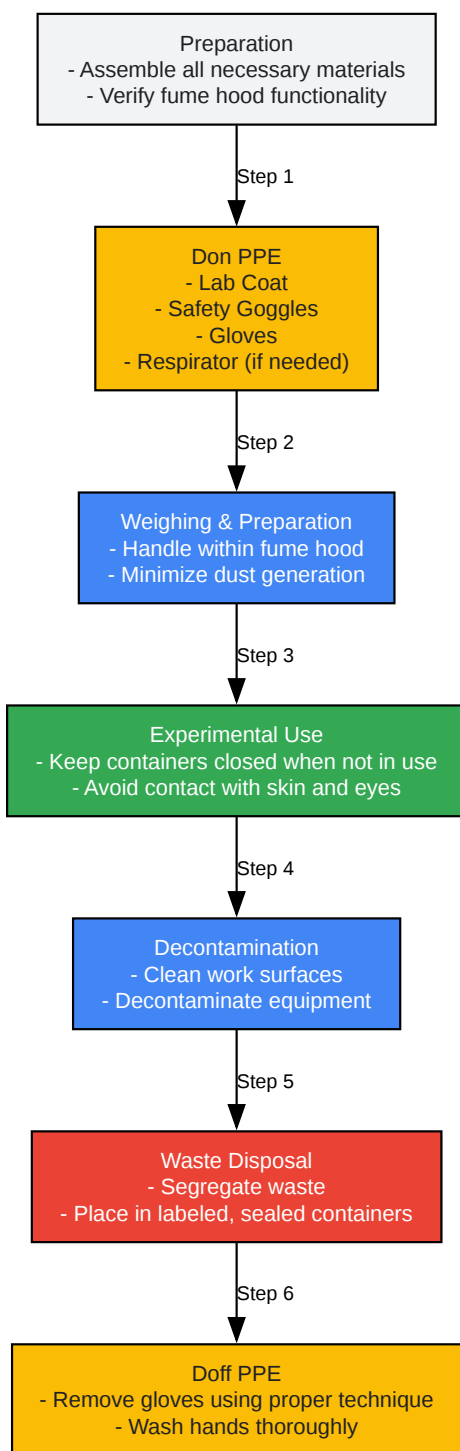 Preparation
- Assemble all necessary materials
- Verify fume hood functionality
Step 1
Don PPE
- Lab Coat
- Safety Goggles
- Gloves
- Respirator (if needed)
Step 2
Weighing & Preparation
- Handle within fume hood
- Minimize dust generation
Step 3
Experimental Use
- Keep containers closed when not in use
- Avoid contact with skin and eyes
Step 4
Decontamination
- Clean work surfaces
- Decontaminate equipment
Step 5
Waste Disposal
- Segregate waste
- Place in labeled, sealed containers
Step 6
Doff PPE
- Remove gloves using proper technique
- Wash hands thoroughly